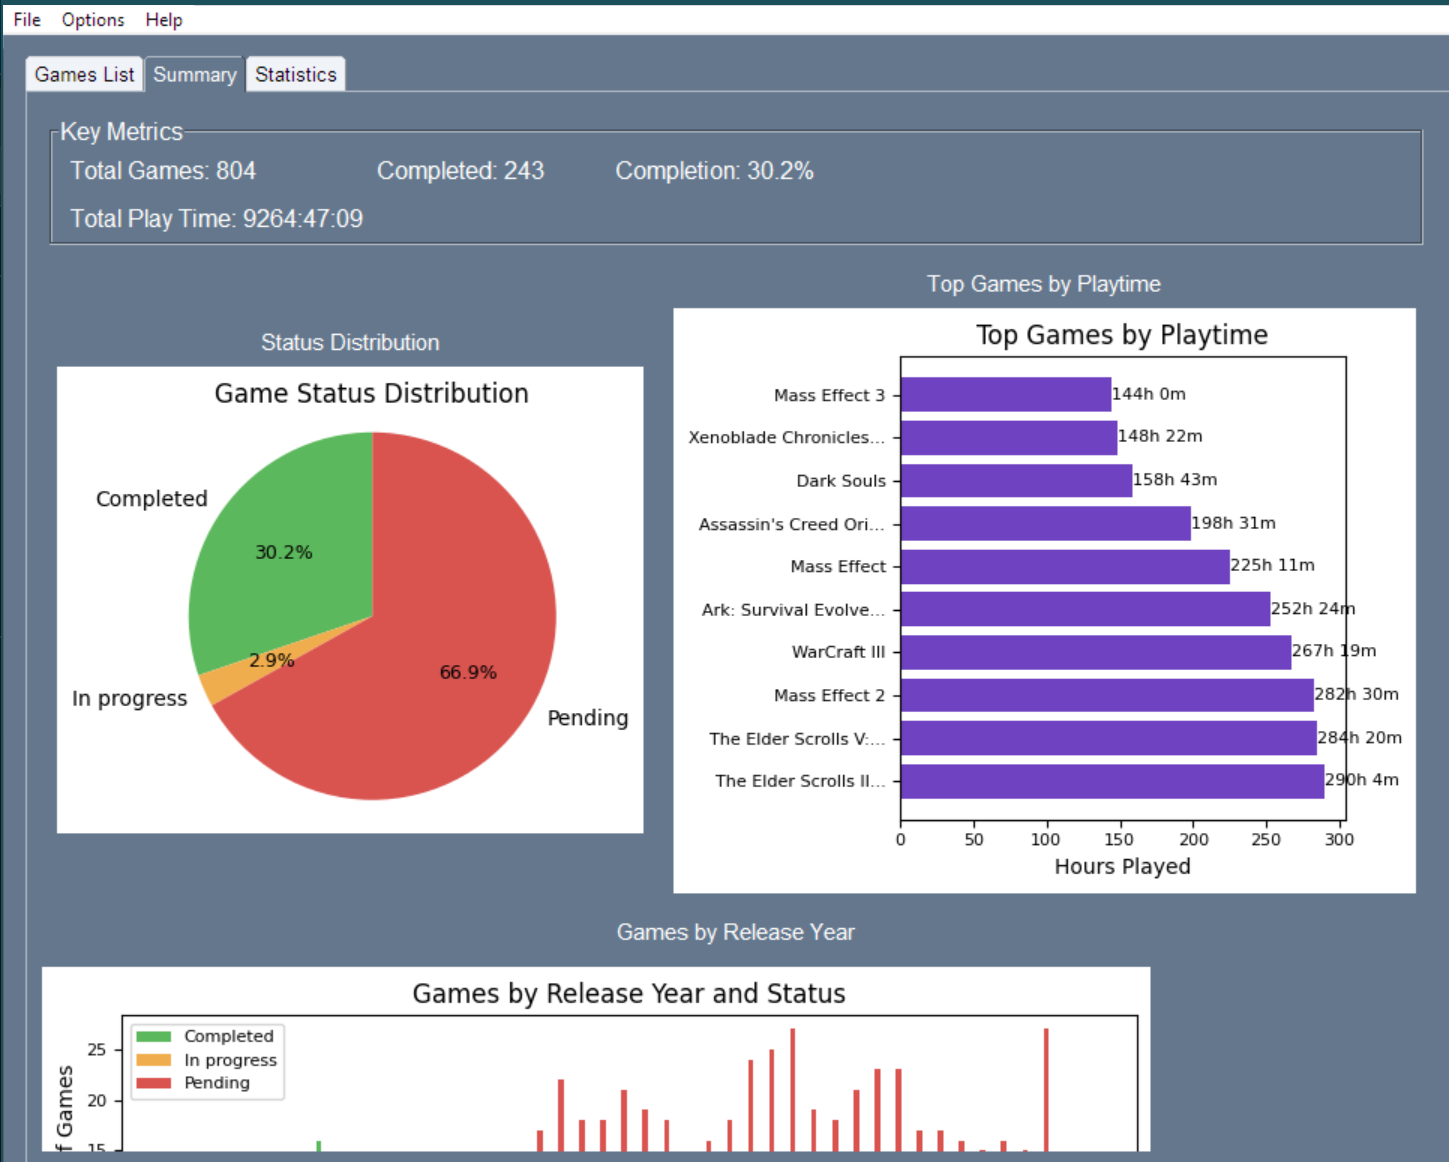 File Options Help
Games List Summary Statistics
Key Metrics
Total Games: 804 Completed: 243 Completion: 30.2%
Total Play Time: 9264:47:09
Status Distribution
Game Status Distribution
Completed
30.2%
2.9%
In progress
66.9%
Pending
Top Games by Playtime
Top Games by Playtime
Mass Effect 3 144h 0m
Xenoblade Chronicles... 148h 22m
Dark Souls 158h 43m
Assassin's Creed Ori... 198h 31m
Mass Effect 225h 11m
Ark: Survival Evolve... 252h 24m
WarCraft III 267h 19m
Mass Effect 2 282h 30m
The Elder Scrolls V:... 284h 20m
The Elder Scrolls II... 290h 4m
0 50 100 150 200 250 300
Hours Played
Games by Release Year
Games by Release Year and Status
Completed
In progress
Pending
25
20
15
f Games